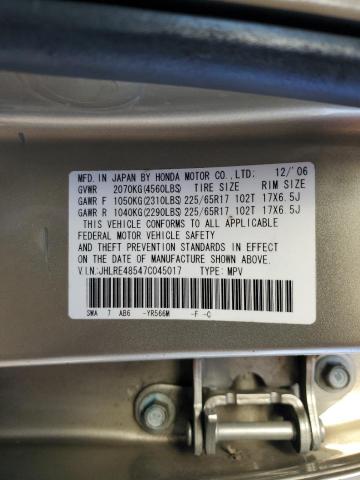 MFD. IN JAPAN BY HONDA MOTOR CO.,LTD: 12/'06
GVWR 2070KG(4560LBS) TIRE SIZE RIM SIZE
GAWR F 1050KG(2310LBS) 225/65R17 102T 17X6.5J
GAWR R 1040KG(2290LBS) 225/65R17 102T 17X6.5J
THIS VEHICLE CONFORMS TO ALL APPLICABLE
FEDERAL MOTOR VEHICLE SAFETY
AND THEFT PREVENTION STANDARDS IN EFFECT ON
THE DATE OF MANUFACTURE SHOWN ABOVE.
V.I.N.:JHLRE48547C045017 TYPE: MPV
SWA 7 AB6 -YR566M -F -C